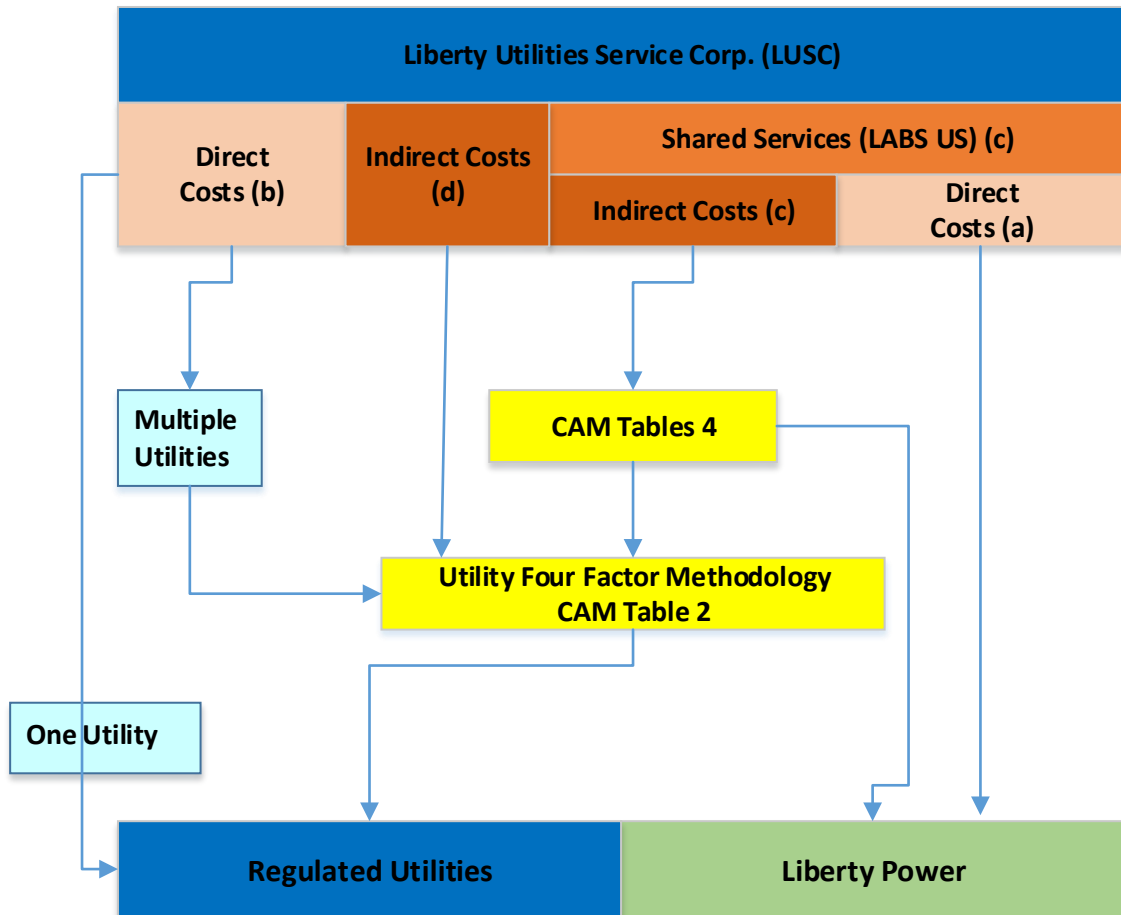 Liberty Utilities Service Corp. (LUSC)
Direct
Costs (b)
Indirect Costs
(d)
Shared Services (LABS US) (c)
Indirect Costs (c)
Direct
Costs (a)
Multiple
Utilities
CAM Tables 4
Utility Four Factor Methodology
CAM Table 2
One Utility
Regulated Utilities
Liberty Power